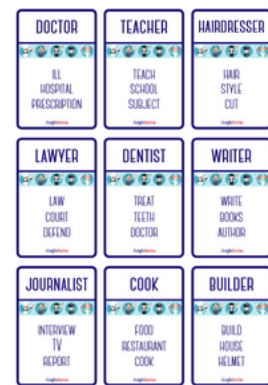 DOCTOR
ILL
HOSPITAL
PRESCRIPTION
TEACHER
TEACH
SCHOOL
SUBJECT
HAIRDRESSER
HAIR
STYLE
CUT
LAWYER
LAW
COURT
DEFEND
DENTIST
TREAT
TEETH
DOCTOR
WRITER
WRITE
BOOKS
AUTHOR
JOURNALIST
INTERVIEW
TV
REPORT
COOK
FOOD
RESTAURANT
COOK
BUILDER
BUILD
HOUSE
HELMET